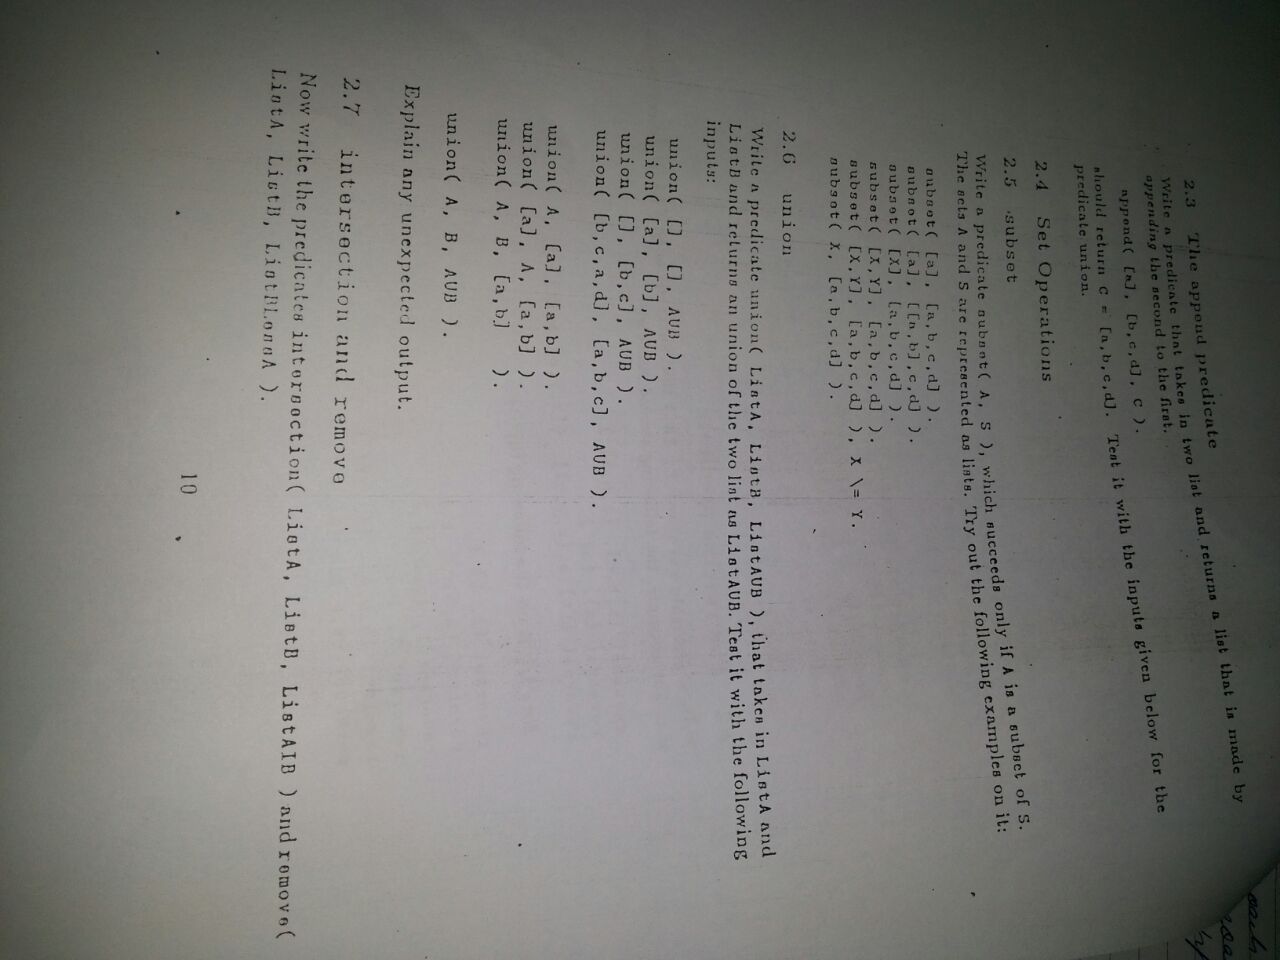 2.3 The append predicate
Write a predicate that takes in two list and returns a list that is made by
appending the second to the first.
append( [a], [b,c,d], C ).
should return C = [a,b,c,d]. Test it with the inputs given below for the
predicate union.
2.4 Set Operations
2.5 subset
Write a predicate subset( A, S ), which succeeds only if A is a subset of S.
The sets A and S are represented as lists. Try out the following examples on it:
subset( [a], [a,b,c,d] ).
subset( [a], [[a,b],c,d] ).
subset( [X], [a,b,c,d] ).
subset( [X,Y], [a,b,c,d] ).
subset( [X,Y], [a,b,c,d] ), X \= Y.
subset( X, [a,b,c,d] ).
2.6 union
Write a predicate union( ListA, ListB, ListAUB ), that takes in ListA and
ListB and returns an union of the two list as ListAUB. Test it with the following
inputs:
union( [], [], AUB ).
union( [a], [b], AUB ).
union( [], [b,c], AUB ).
union( [b,c,a,d], [a,b,c], AUB ).
union( A, [a], [a,b] ).
union( [a], A, [a,b] ).
union( A, B, [a,b] ).
union( A, B, AUB ).
Explain any unexpected output.
2.7 intersection and remove
Now write the predicates intersection( ListA, ListB, ListAIB ) and remove(
ListA, ListB, ListBLessA ).
10